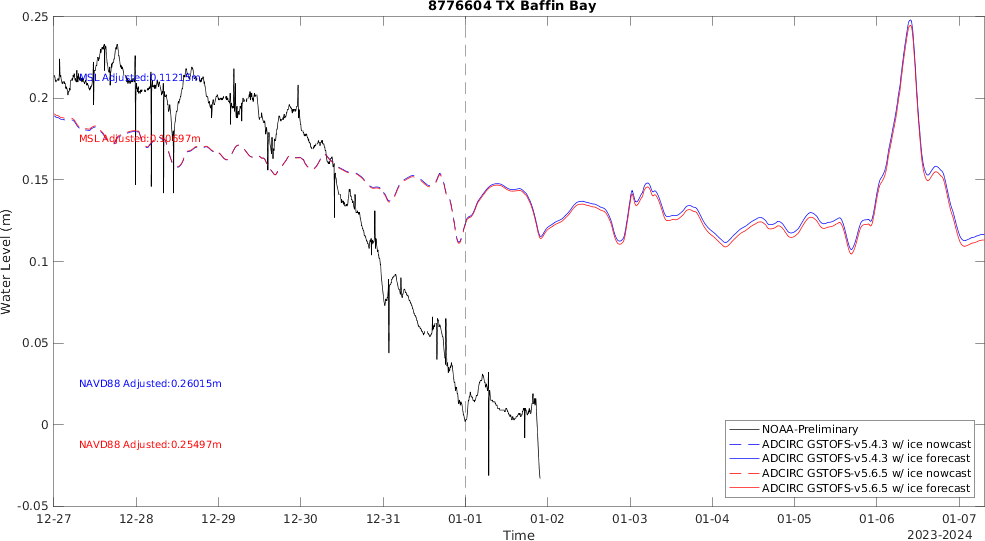 8776604 TX Baffin Bay
Water Level (m)
0.25
0.2
0.15
0.1
0.05
0
-0.05
MSL Adjusted:0.11215m
MSL Adjusted:0.10697m
NAVD88 Adjusted:0.26015m
NAVD88 Adjusted:0.25497m
NOAA-Preliminary
ADCIRC GSTOFS-v5.4.3 w/ ice nowcast
ADCIRC GSTOFS-v5.4.3 w/ ice forecast
ADCIRC GSTOFS-v5.6.5 w/ ice nowcast
ADCIRC GSTOFS-v5.6.5 w/ ice forecast
12-27 12-28 12-29 12-30 12-31 01-01 01-02 01-03 01-04 01-05 01-06 01-07
Time
2023-2024